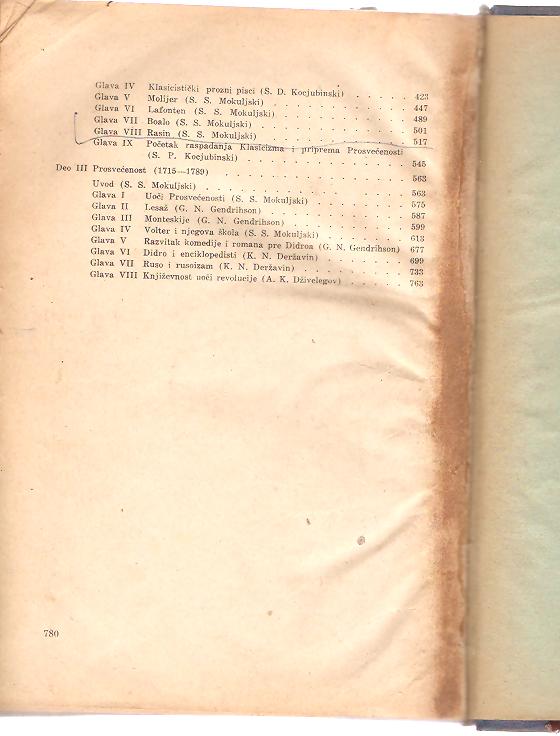 Glava IV Klasicistički prozni pisci (S. D. Kocjubinski) . . . . . 423
Glava V Molijer (S. S. Mokuljski) . . . . . . . . . . 447
Glava VI Lafonten (S. S. Mokuljski) . . . . . . . . . 489
Glava VII Boalo (S. S. Mokuljski) . . . . . . . . . . 501
Glava VIII Rasin (S. S. Mokuljski) . . . . . . . . . . 517
Glava IX Početak raspadanja Klasicizma i priprema Prosvećenosti
(S. P. Kocjubinski) . . . . . . . . . . . 545
Deo III Prosvećenost (1715—1789) . . . . . . . . . . . 563
Uvod (S. S. Mokuljski) . . . . . . . . . . . . 563
Glava I Uoči Prosvećenosti (S. S. Mokuljski) . . . . . . . 575
Glava II Lesaž (G. N. Gendrihson) . . . . . . . . . . 587
Glava III Monteskije (G. N. Gendrihson) . . . . . . . . 599
Glava IV Volter i njegova škola (S. S. Mokuljski) . . . . . . 613
Glava V Razvitak komedije i romana pre Didroa (G. N. Gendrihson) 677
Glava VI Didro i enciklopedisti (K. N. Deržavin) . . . . . . 699
Glava VII Ruso i rusoizam (K. N. Deržavin) . . . . . . . 733
Glava VIII Književnost uoči revolucije (A. K. Dživelegov) . . . . 763
780